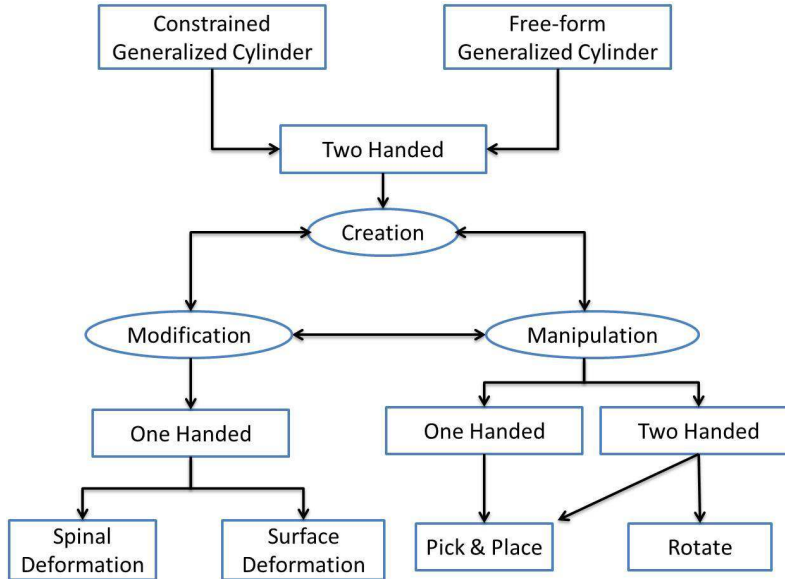 Constrained
Generalized Cylinder
Free-form
Generalized Cylinder
Two Handed
Creation
Modification
Manipulation
One Handed
One Handed
Two Handed
Spinal
Deformation
Surface
Deformation
Pick & Place
Rotate